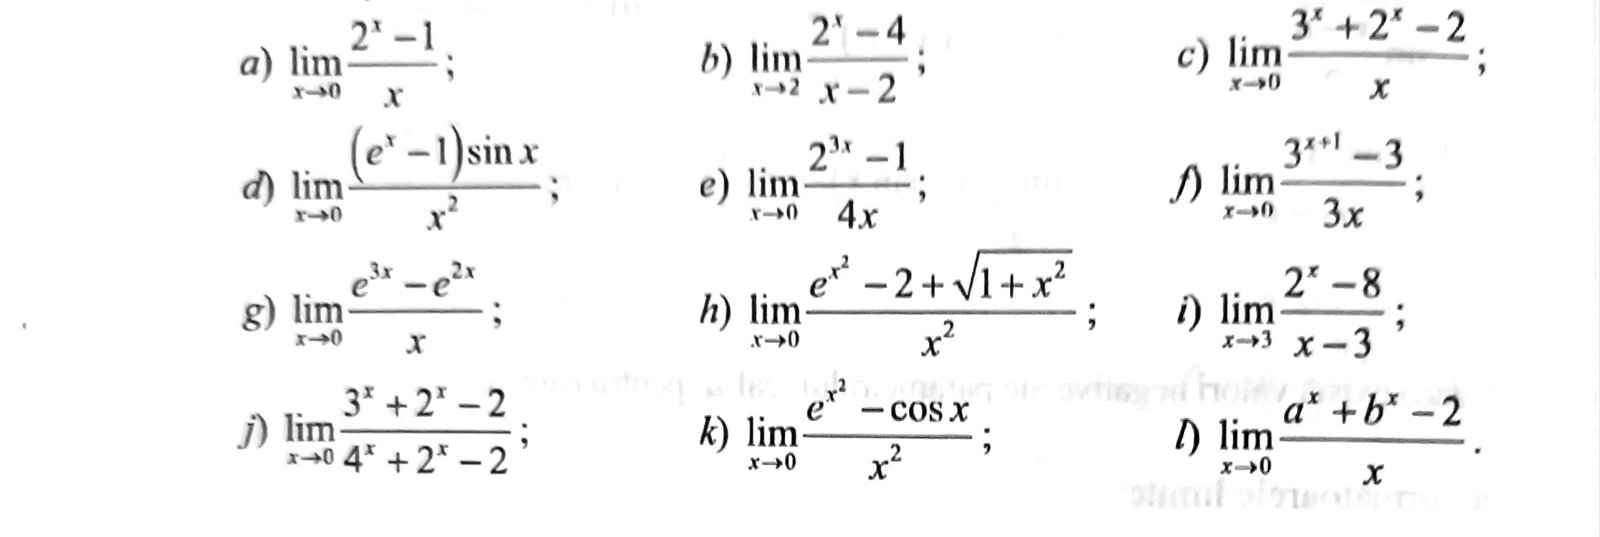 a) lim_{x→0} (2^x − 1)/x; b) lim_{x→2} (2^x − 4)/(x − 2); c) lim_{x→0} (3^x + 2^x − 2)/x;
d) lim_{x→0} ((e^x − 1) sin x)/x^2; e) lim_{x→0} (2^{3x} − 1)/(4x); f) lim_{x→0} (3^{x+1} − 3)/(3x);
g) lim_{x→0} (e^{3x} − e^{2x})/x; h) lim_{x→0} (e^{x^2} − 2 + √(1 + x^2))/x^2; i) lim_{x→3} (2^x − 8)/(x − 3);
j) lim_{x→0} (3^x + 2^x − 2)/(4^x + 2^x − 2); k) lim_{x→0} (e^{x^2} − cos x)/x^2; l) lim_{x→0} (a^x + b^x − 2)/x.